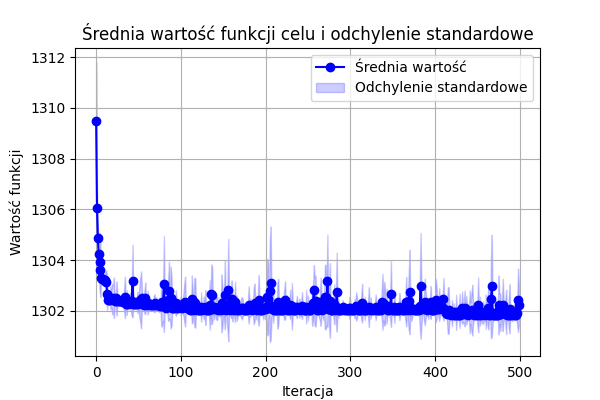 Średnia wartość funkcji celu i odchylenie standardowe
Średnia wartość
Odchylenie standardowe
Wartość funkcji
1312
1310
1308
1306
1304
1302
0 100 200 300 400 500
Iteracja